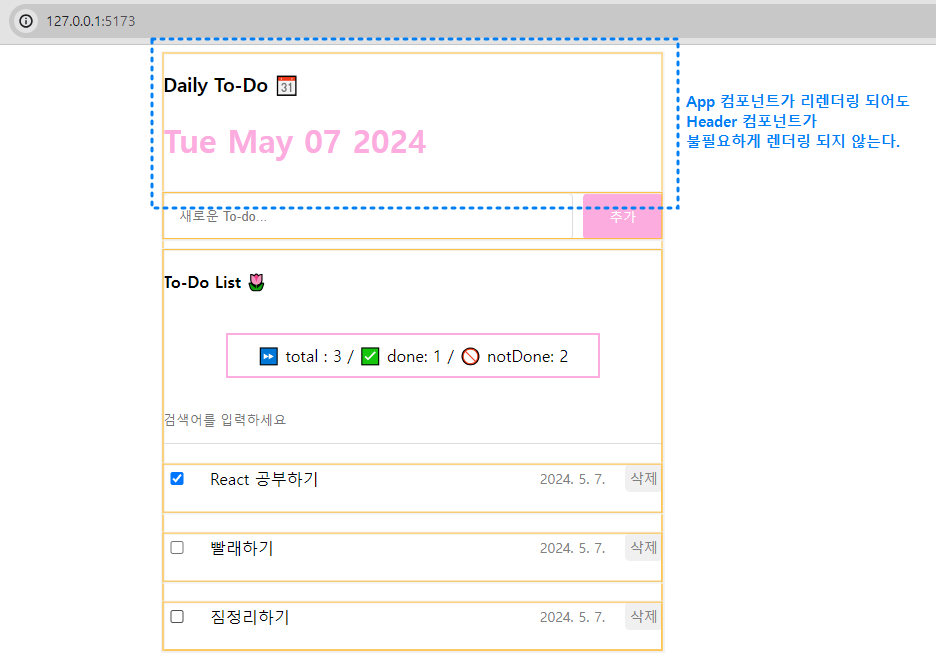 127.0.0.1:5173
Daily To-Do 📅
31
Tue May 07 2024
App 컴포넌트가 리렌더링 되어도
Header 컴포넌트가
불필요하게 렌더링 되지 않는다.
새로운 To-do...
추가
To-Do List 🌷
⏩ total : 3 / ✅ done: 1 / 🚫 notDone: 2
검색어를 입력하세요
React 공부하기 2024. 5. 7. 삭제
빨래하기 2024. 5. 7. 삭제
짐정리하기 2024. 5. 7. 삭제